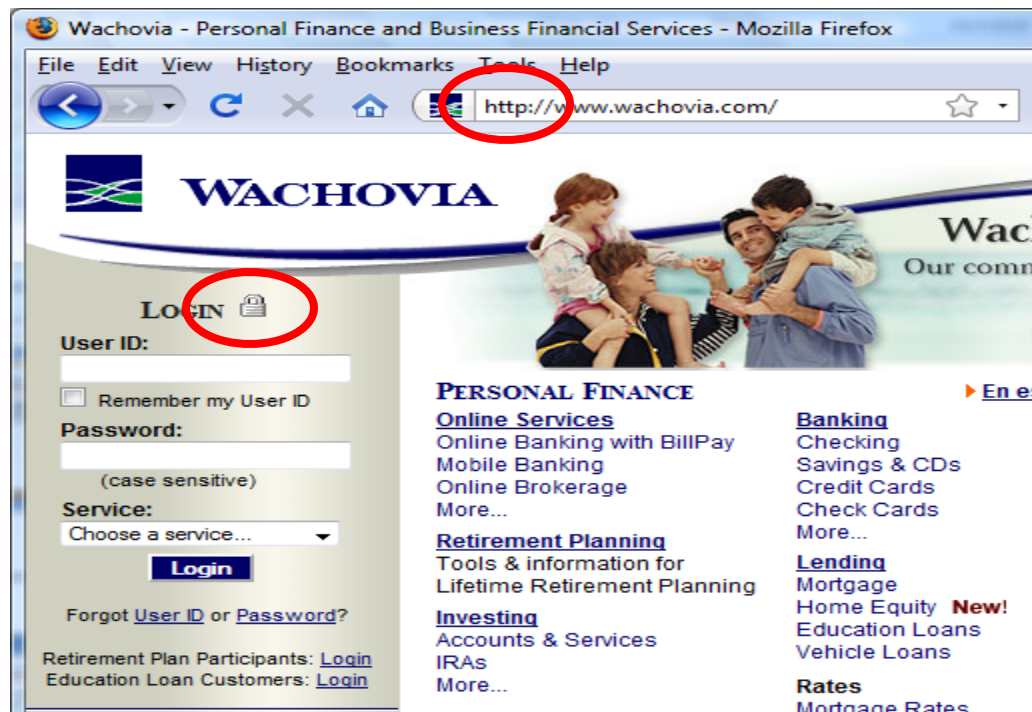 Wachovia - Personal Finance and Business Financial Services - Mozilla Firefox
File Edit View History Bookmarks Tools Help
http://www.wachovia.com/
WACHOVIA
Wac
Our comm
LOGIN
User ID:
Remember my User ID
Password:
(case sensitive)
Service:
Choose a service...
Login
Forgot User ID or Password?
Retirement Plan Participants: Login
Education Loan Customers: Login
PERSONAL FINANCE
En es
Online Services
Online Banking with BillPay
Mobile Banking
Online Brokerage
More...
Retirement Planning
Tools & information for
Lifetime Retirement Planning
Investing
Accounts & Services
IRAs
More...
Banking
Checking
Savings & CDs
Credit Cards
Check Cards
More...
Lending
Mortgage
Home Equity New!
Education Loans
Vehicle Loans
Rates
Mortgage Rates